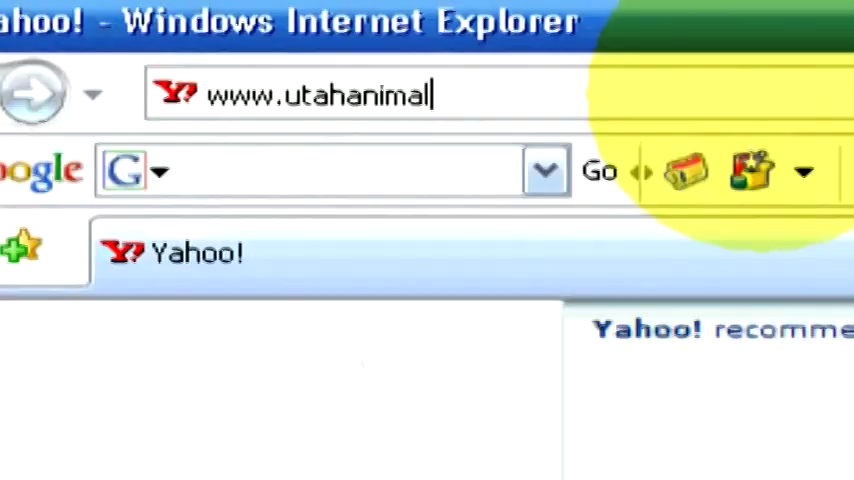 ahoo! - Windows Internet Explorer
www.utahanimal
oogle G Go
Yahoo!
Yahoo! recomme